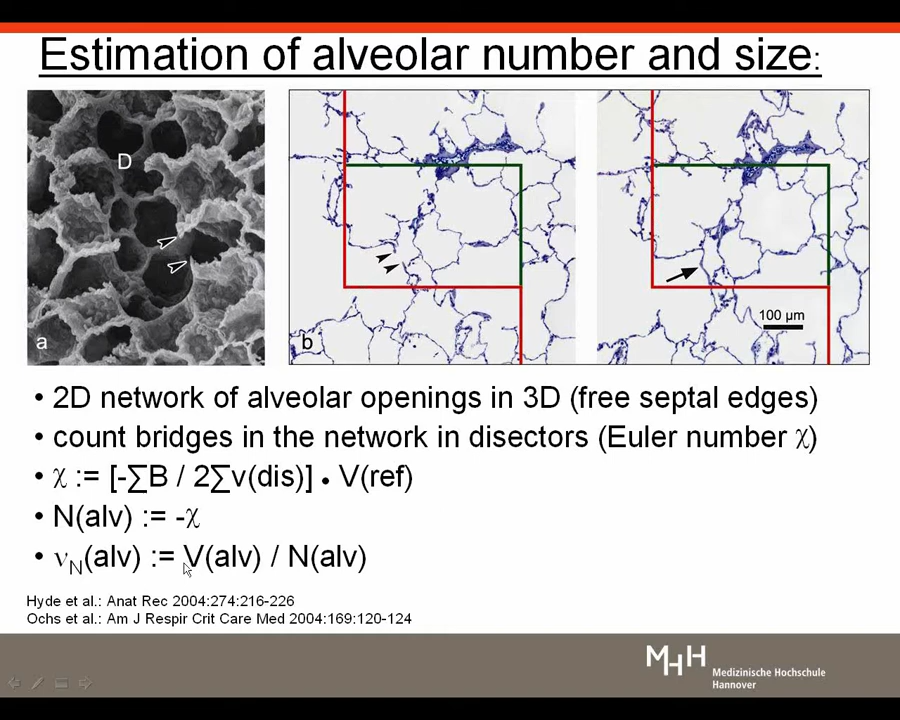 Estimation of alveolar number and size:
D
a
b
100 µm
• 2D network of alveolar openings in 3D (free septal edges)
• count bridges in the network in disectors (Euler number χ)
• χ := [-∑B / 2∑v(dis)] • V(ref)
• N(alv) := -χ
• νN(alv) := V(alv) / N(alv)
Hyde et al.: Anat Rec 2004:274:216-226
Ochs et al.: Am J Respir Crit Care Med 2004:169:120-124
MHH
Medizinische Hochschule
Hannover